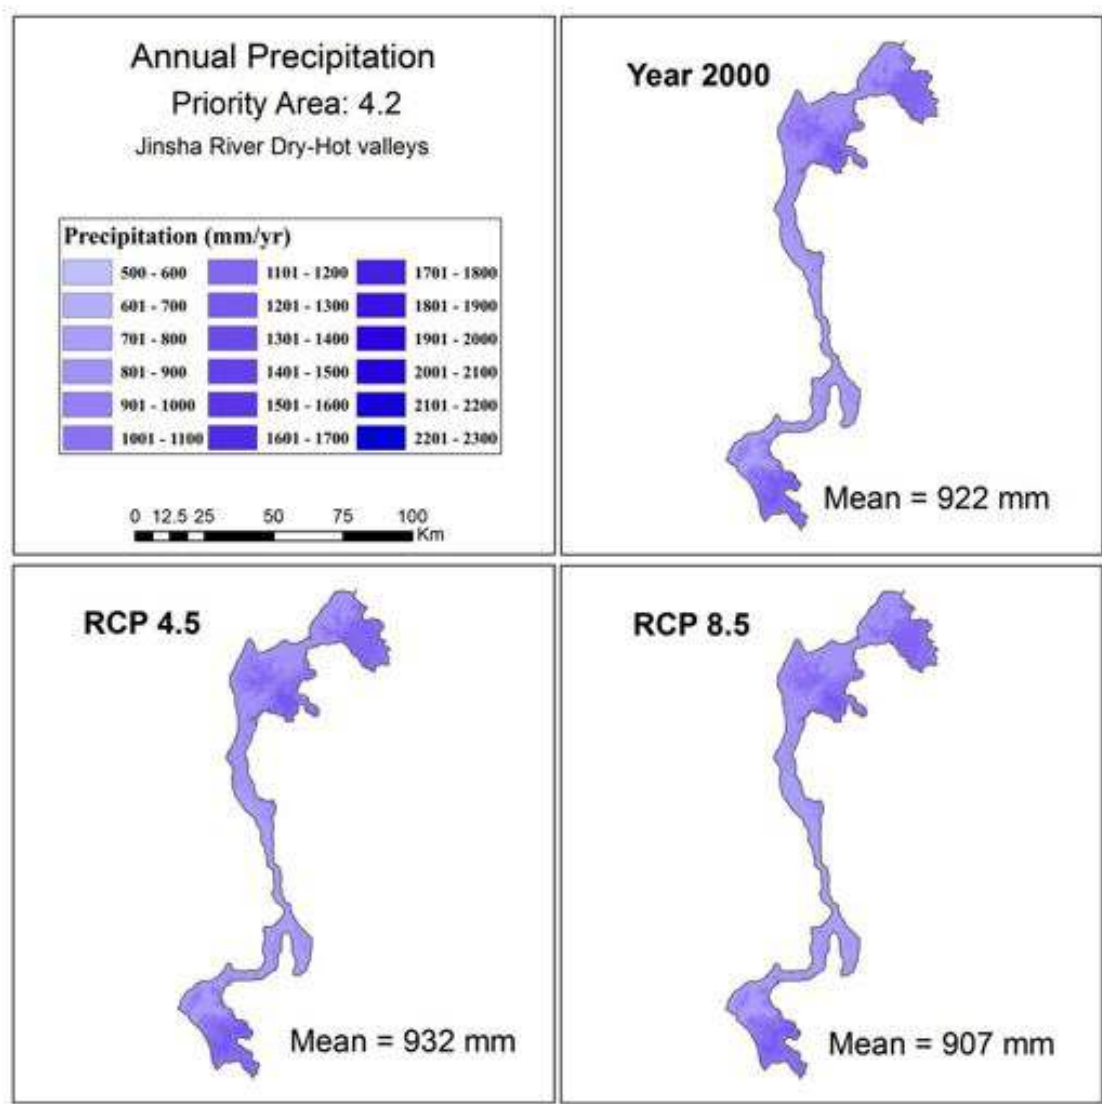 Annual Precipitation
Priority Area: 4.2
Jinsha River Dry-Hot valleys
Precipitation (mm/yr)
500 - 600 1101 - 1200 1701 - 1800
601 - 700 1201 - 1300 1801 - 1900
701 - 800 1301 - 1400 1901 - 2000
801 - 900 1401 - 1500 2001 - 2100
901 - 1000 1501 - 1600 2101 - 2200
1001 - 1100 1601 - 1700 2201 - 2300
0 12.5 25 50 75 100
Km
Year 2000
Mean = 922 mm
RCP 4.5
Mean = 932 mm
RCP 8.5
Mean = 907 mm